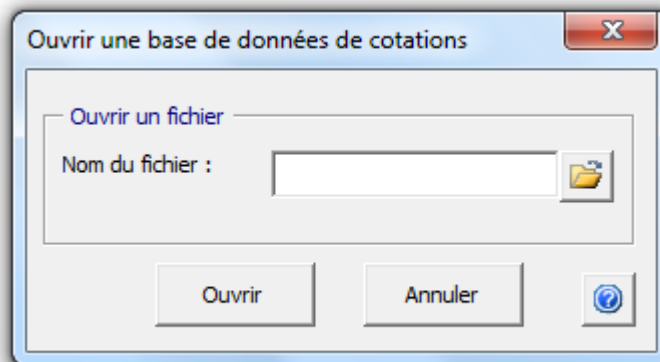 Ouvrir une base de données de cotations
Ouvrir un fichier
Nom du fichier :
Ouvrir
Annuler